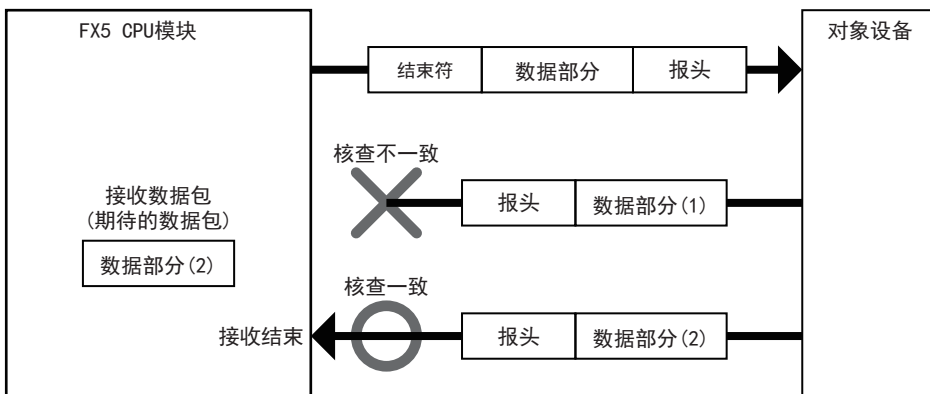 FX5 CPU模块
对象设备
结束符
数据部分
报头
核查不一致
接收数据包
(期待的数据包)
报头
数据部分(1)
数据部分(2)
核查一致
接收结束
报头
数据部分(2)